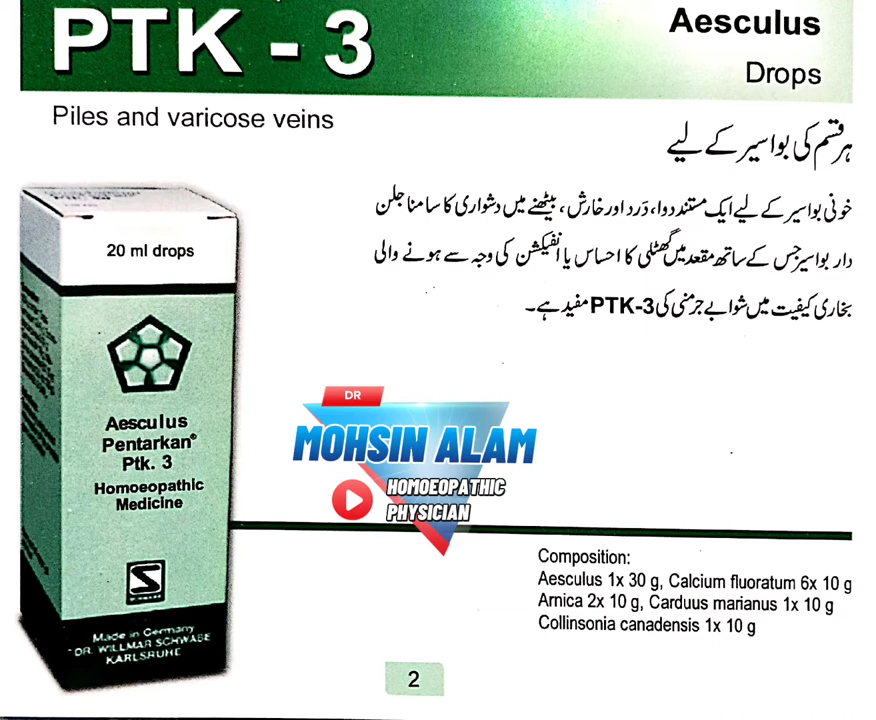 PTK - 3
Aesculus
Drops
Piles and varicose veins
ہر قسم کی بواسیر کے لیے
خونی بواسیر کے لیے ایک مستند دوا، درد اور خارش، بیٹھنے میں دشواری کا سامنا جلن
دار بواسیر جس کے ساتھ مقعد میں گھٹلی کا احساس یا انفیکشن کی وجہ سے ہونے والی
بخاری کیفیت میں شوابے جرمنی کی PTK-3 مفید ہے۔
20 ml drops
Aesculus
Pentarkan®
Ptk. 3
Homoeopathic
Medicine
Made in Germany
DR. WILLMAR SCHWABE
KARLSRUHE
DR
MOHSIN ALAM
HOMOEOPATHIC
PHYSICIAN
Composition:
Aesculus 1x 30 g, Calcium fluoratum 6x 10 g
Arnica 2x 10 g, Carduus marianus 1x 10 g
Collinsonia canadensis 1x 10 g
2